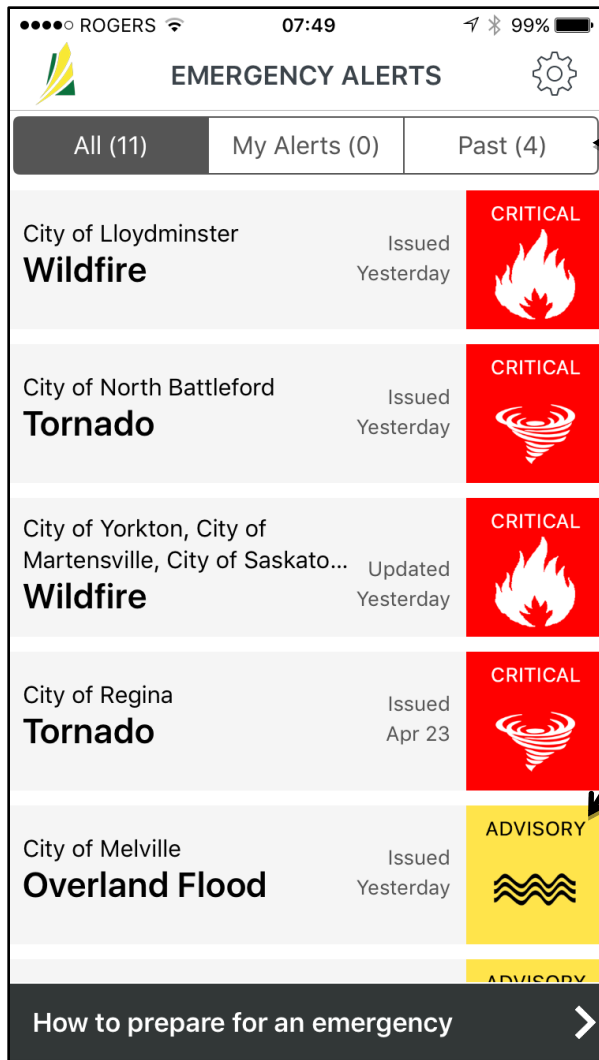 ROGERS 07:49 99%
EMERGENCY ALERTS
All (11) My Alerts (0) Past (4)
City of Lloydminster
Wildfire
Issued
Yesterday
CRITICAL
City of North Battleford
Tornado
Issued
Yesterday
CRITICAL
City of Yorkton, City of
Martensville, City of Saskato...
Wildfire
Updated
Yesterday
CRITICAL
City of Regina
Tornado
Issued
Apr 23
CRITICAL
City of Melville
Overland Flood
Issued
Yesterday
ADVISORY
ADVISORY
How to prepare for an emergency